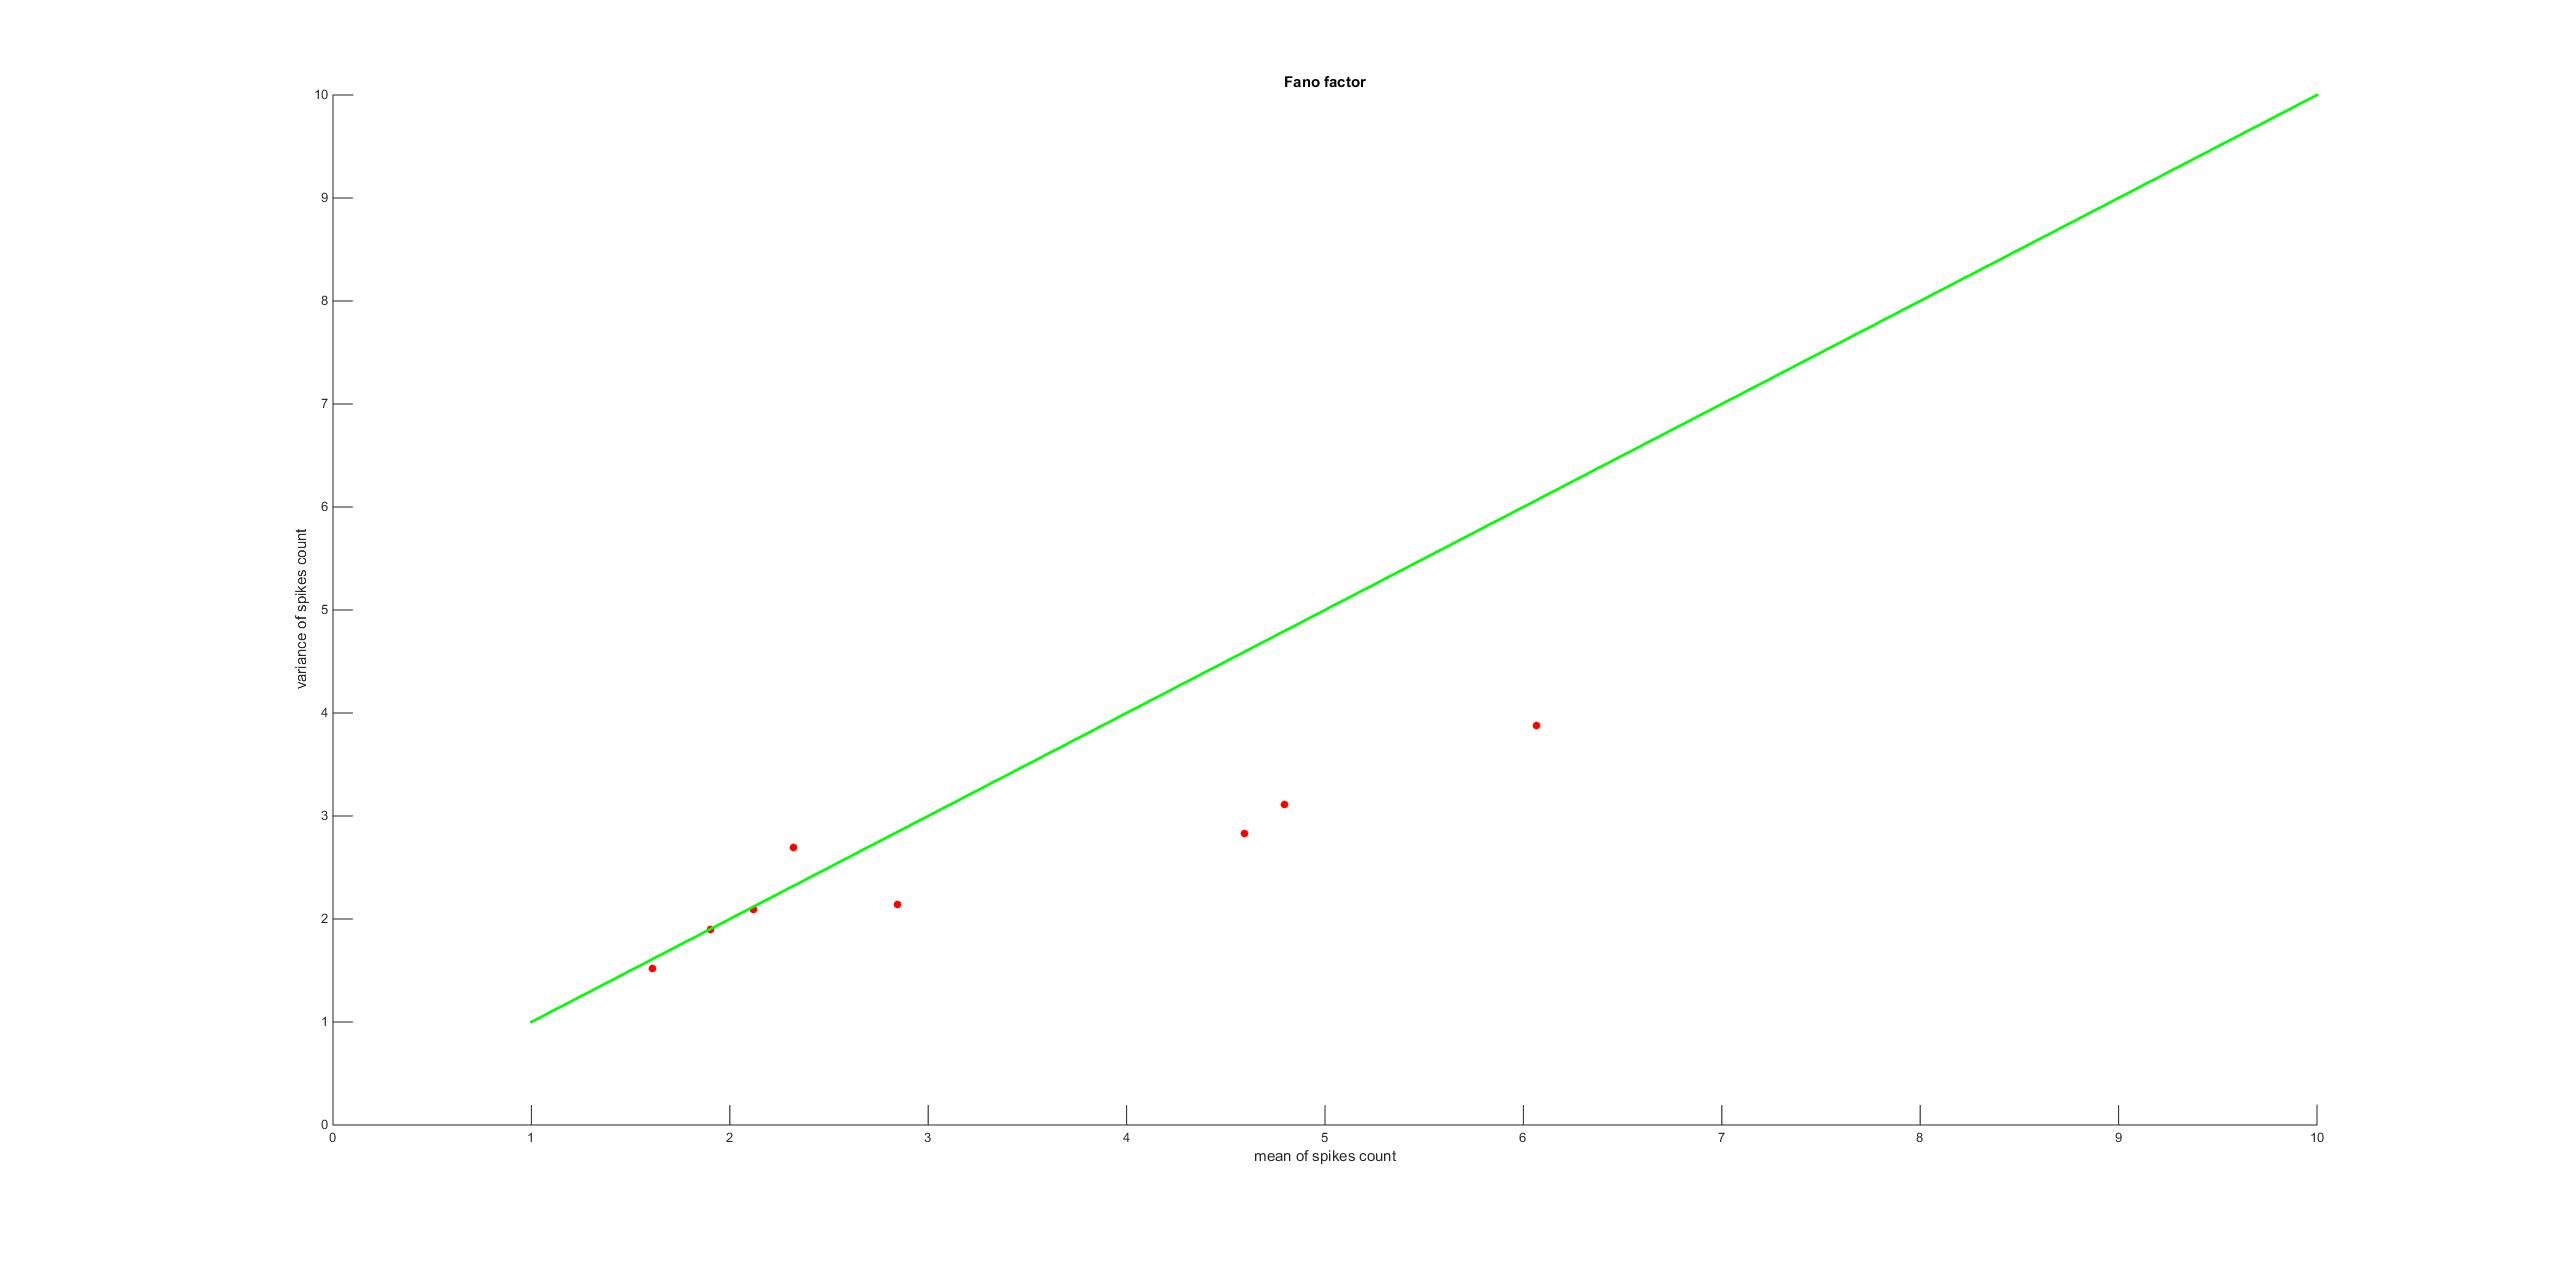 Fano factor
10
9
8
7
6
5
4
3
2
1
0
variance of spikes count
0 1 2 3 4 5 6 7 8 9 10
mean of spikes count